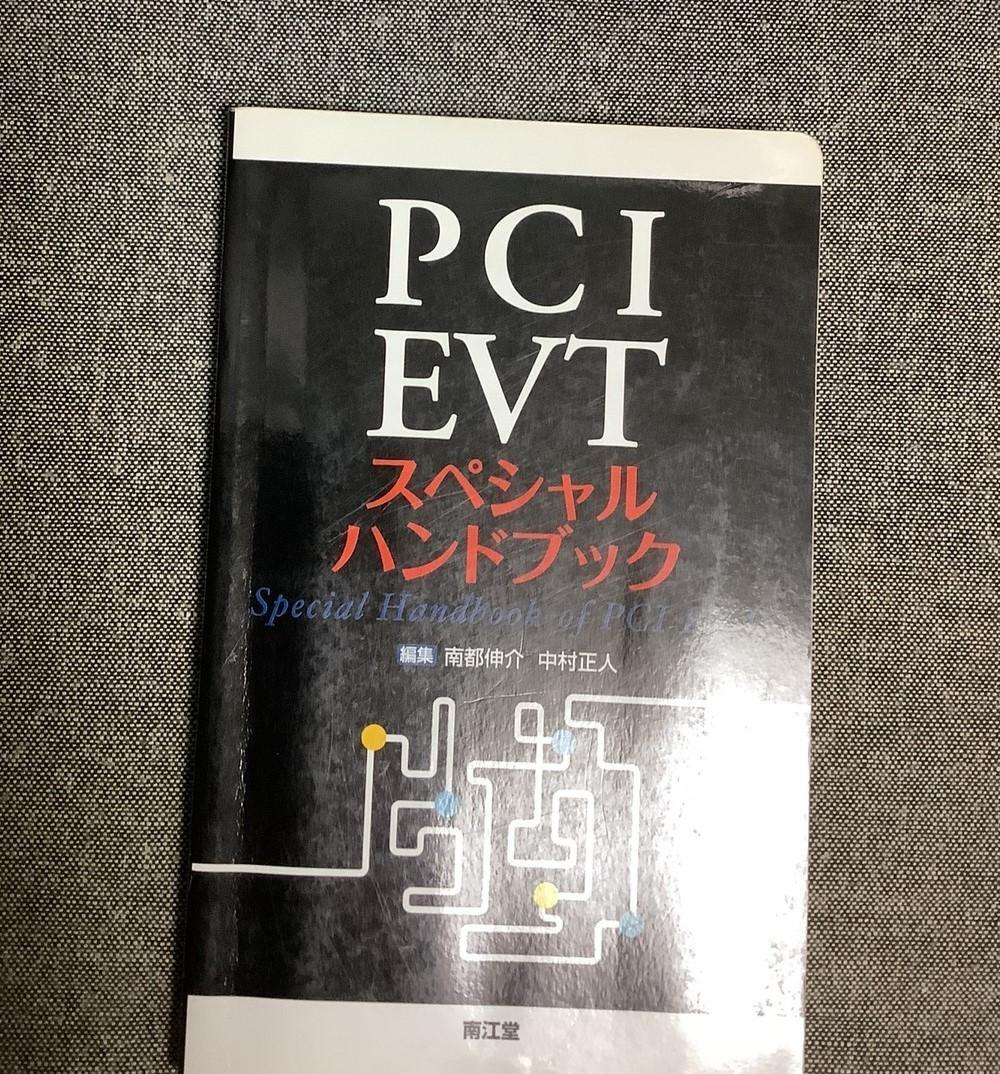 PCI
EVT
スペシャル
ハンドブック
Special Handbook of PCI
編集 南都伸介 中村正人
南江堂